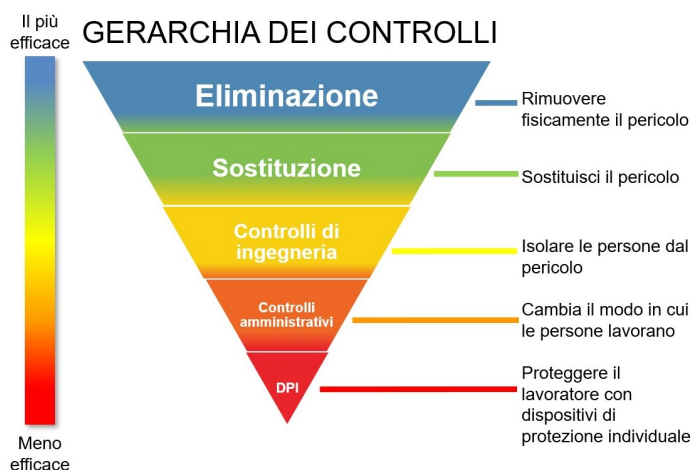 Il più
efficace
GERARCHIA DEI CONTROLLI
Eliminazione
Rimuovere
fisicamente il pericolo
Sostituzione
Sostituisci il pericolo
Controlli di
ingegneria
Isolare le persone dal
pericolo
Controlli
amministrativi
Cambia il modo in cui
le persone lavorano
DPI
Proteggere il
lavoratore con
dispositivi di
protezione individuale
Meno
efficace